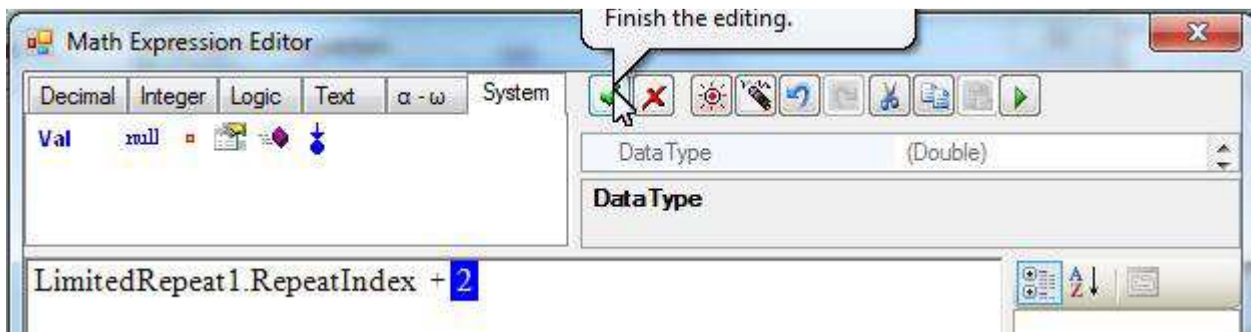 Finish the editing.
Math Expression Editor
Decimal Integer Logic Text α - ω System
Val null
DataType (Double)
DataType
LimitedRepeat1.RepeatIndex + 2
A
Z